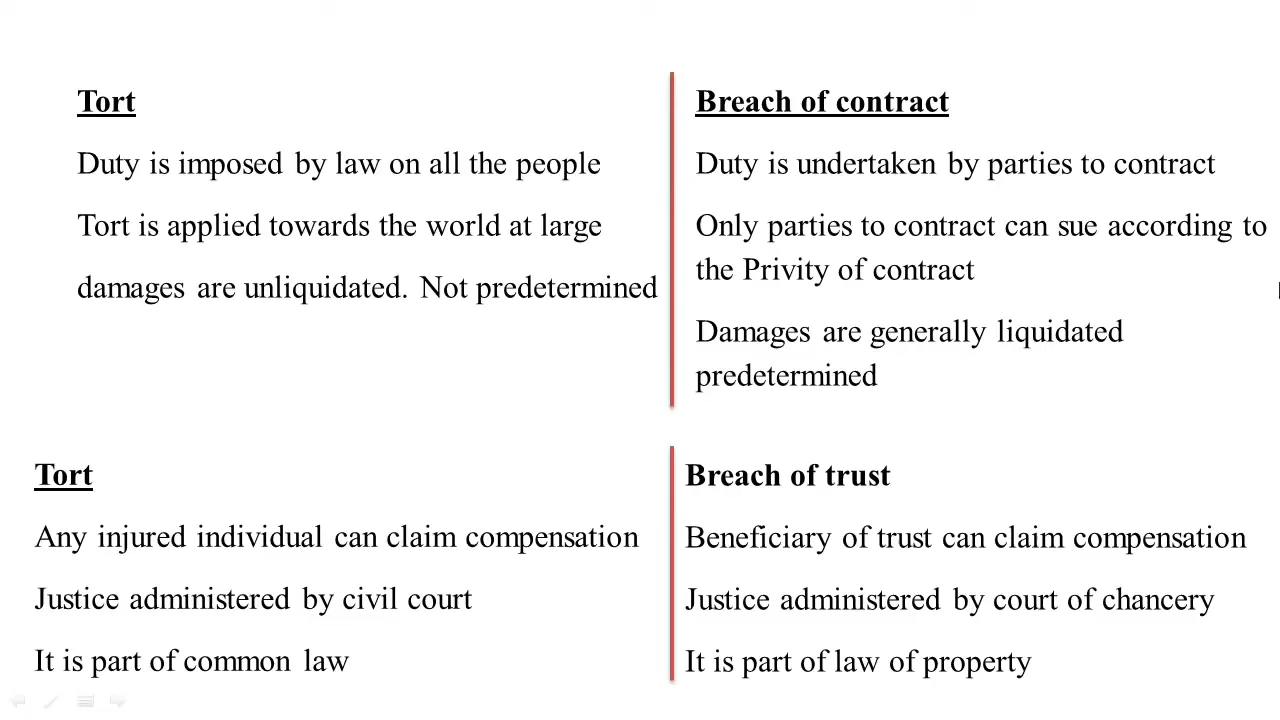 Tort
Duty is imposed by law on all the people
Tort is applied towards the world at large
damages are unliquidated. Not predetermined
Breach of contract
Duty is undertaken by parties to contract
Only parties to contract can sue according to
the Privity of contract
Damages are generally liquidated
predetermined
Tort
Any injured individual can claim compensation
Justice administered by civil court
It is part of common law
Breach of trust
Beneficiary of trust can claim compensation
Justice administered by court of chancery
It is part of law of property